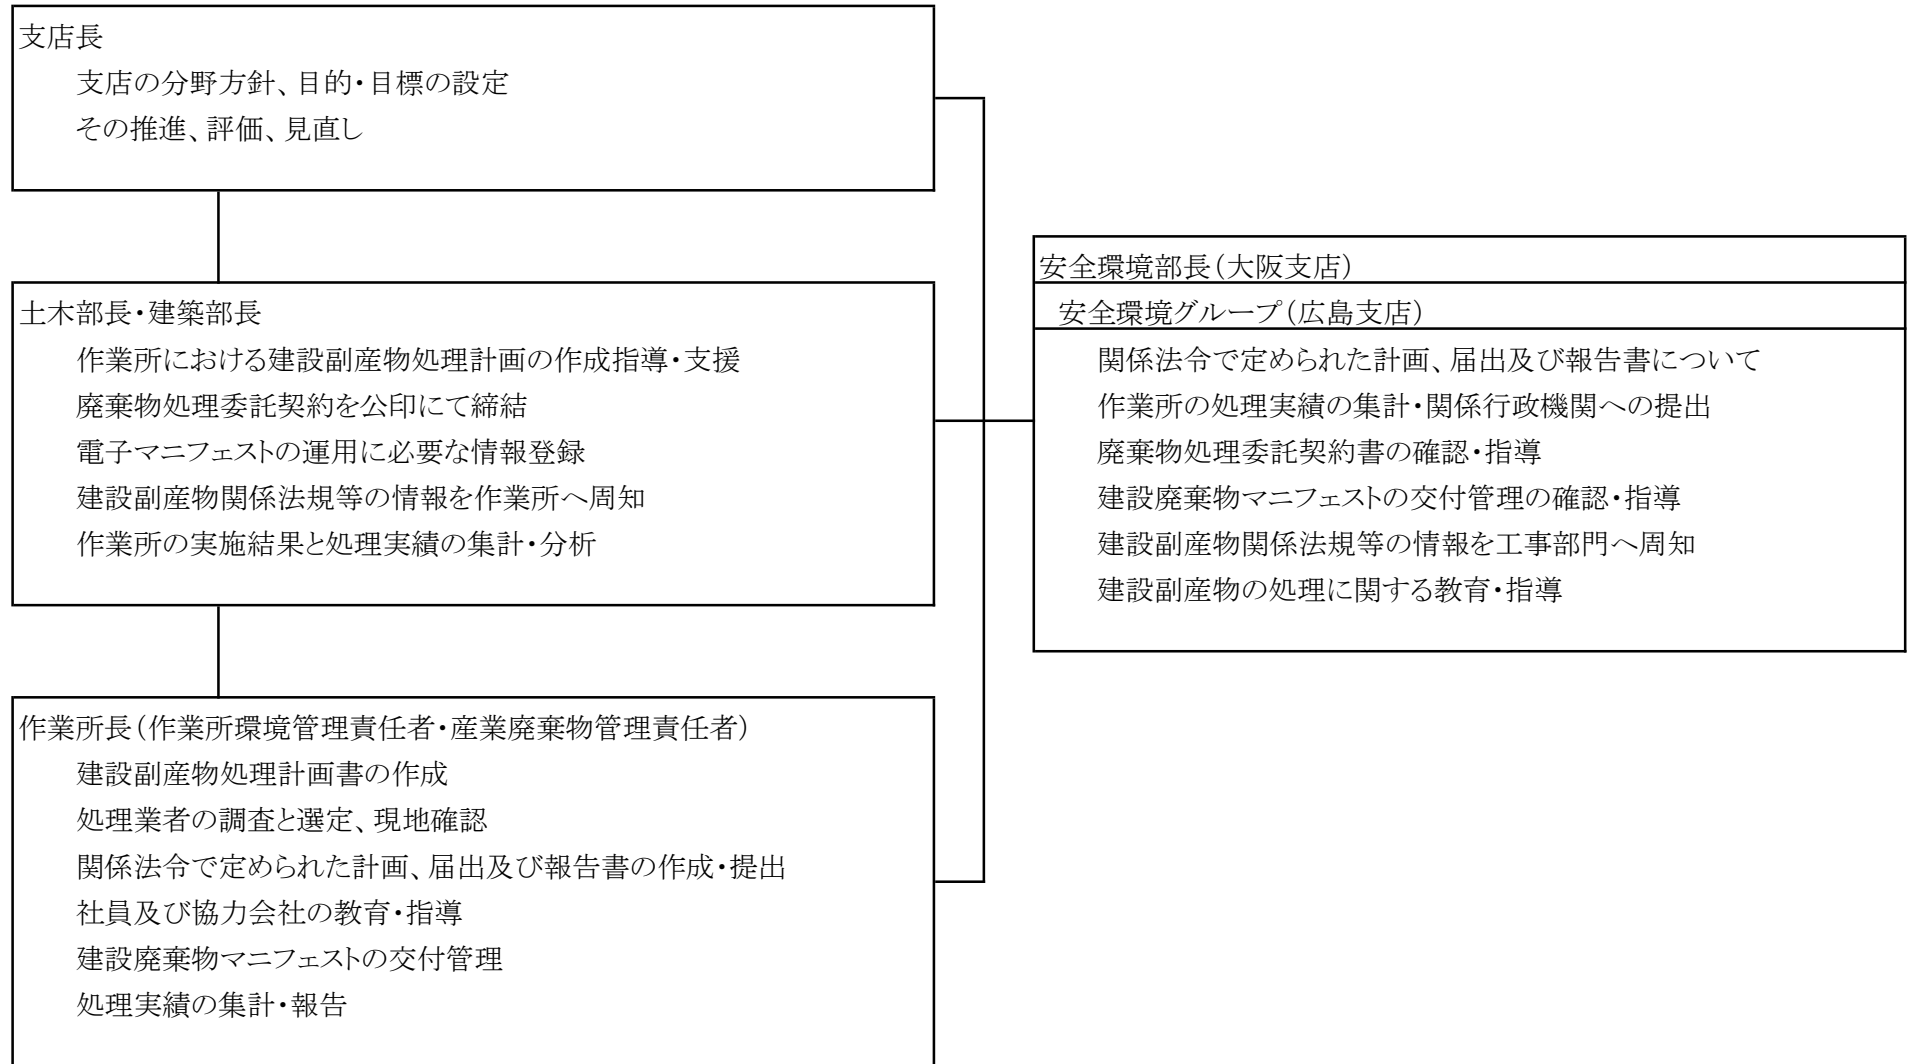 支店長
支店の分野方針、目的・目標の設定
その推進、評価、見直し
土木部長・建築部長
作業所における建設副産物処理計画の作成指導・支援
廃棄物処理委託契約を公印にて締結
電子マニフェストの運用に必要な情報登録
建設副産物関係法規等の情報を作業所へ周知
作業所の実施結果と処理実績の集計・分析
安全環境部長(大阪支店)
安全環境グループ(広島支店)
関係法令で定められた計画、届出及び報告書について
作業所の処理実績の集計・関係行政機関への提出
廃棄物処理委託契約書の確認・指導
建設廃棄物マニフェストの交付管理の確認・指導
建設副産物関係法規等の情報を工事部門へ周知
建設副産物の処理に関する教育・指導
作業所長(作業所環境管理責任者・産業廃棄物管理責任者)
建設副産物処理計画書の作成
処理業者の調査と選定、現地確認
関係法令で定められた計画、届出及び報告書の作成・提出
社員及び協力会社の教育・指導
建設廃棄物マニフェストの交付管理
処理実績の集計・報告